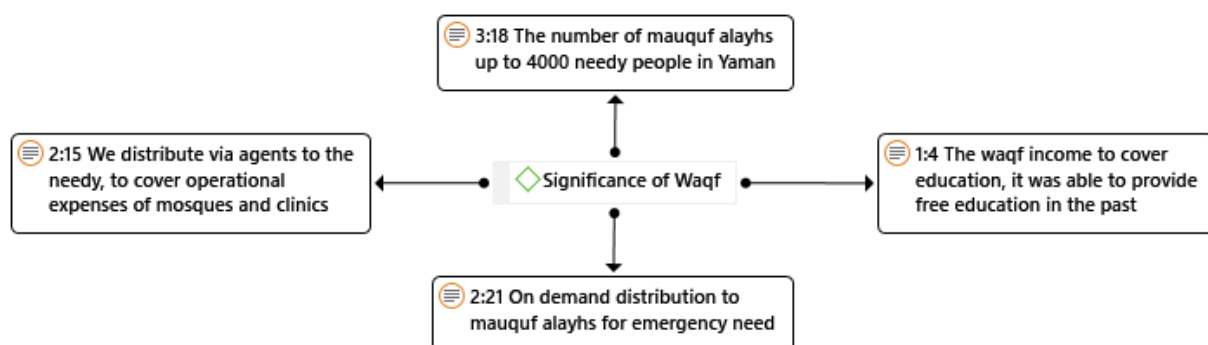 3:18 The number of mauquf alayhs
up to 4000 needy people in Yaman
2:15 We distribute via agents to the
needy, to cover operational
expenses of mosques and clinics
Significance of Waqf
1:4 The waqf income to cover
education, it was able to provide
free education in the past
2:21 On demand distribution to
mauquf alayhs for emergency need